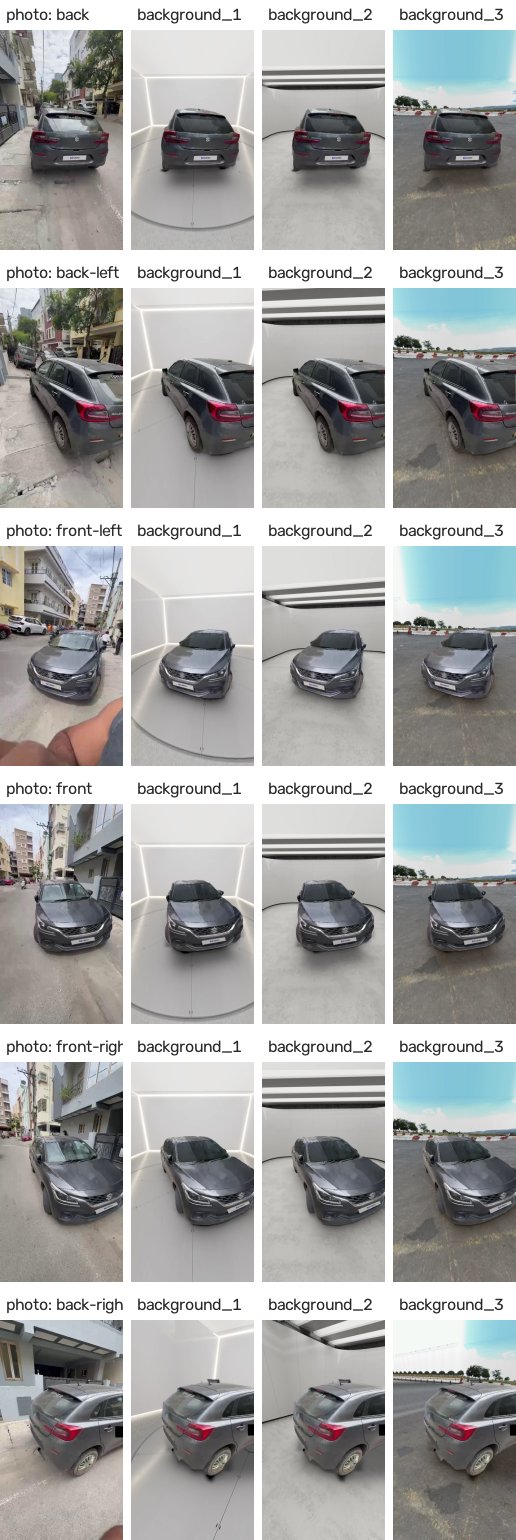 photo: back background_1 background_2 background_3
photo: back-left background_1 background_2 background_3
photo: front-left background_1 background_2 background_3
photo: front background_1 background_2 background_3
photo: front-righ background_1 background_2 background_3
photo: back-righ background_1 background_2 background_3